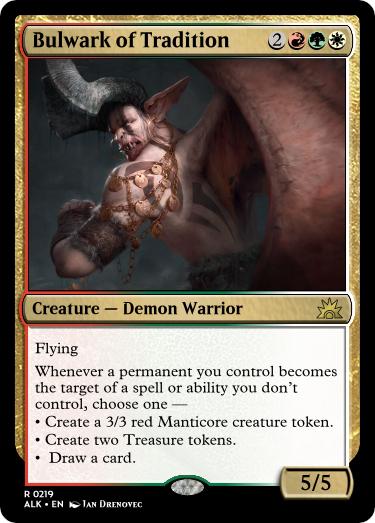 Bulwark of Tradition 2
Creature — Demon Warrior
Flying
Whenever a permanent you control becomes
the target of a spell or ability you don't
control, choose one —
• Create a 3/3 red Manticore creature token.
• Create two Treasure tokens.
• Draw a card.
5/5
R 0219
ALK • EN Ian Drenovec